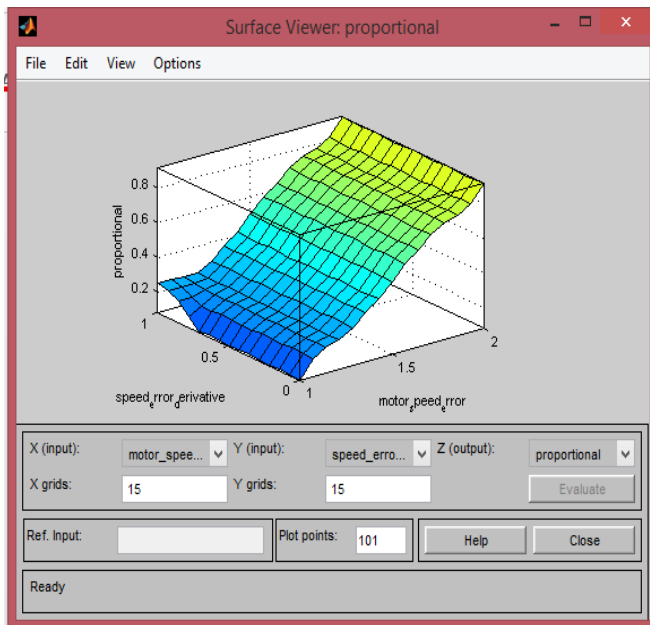 Surface Viewer: proportional
File Edit View Options
0.8
0.6
0.4
0.2
proportional
1
0.5
0
speed_error_derivative
1
1.5
2
motor_speed_error
X (input): motor_spee... Y (input): speed_erro... Z (output): proportional
X grids: 15 Y grids: 15 Evaluate
Ref. Input: Plot points: 101 Help Close
Ready